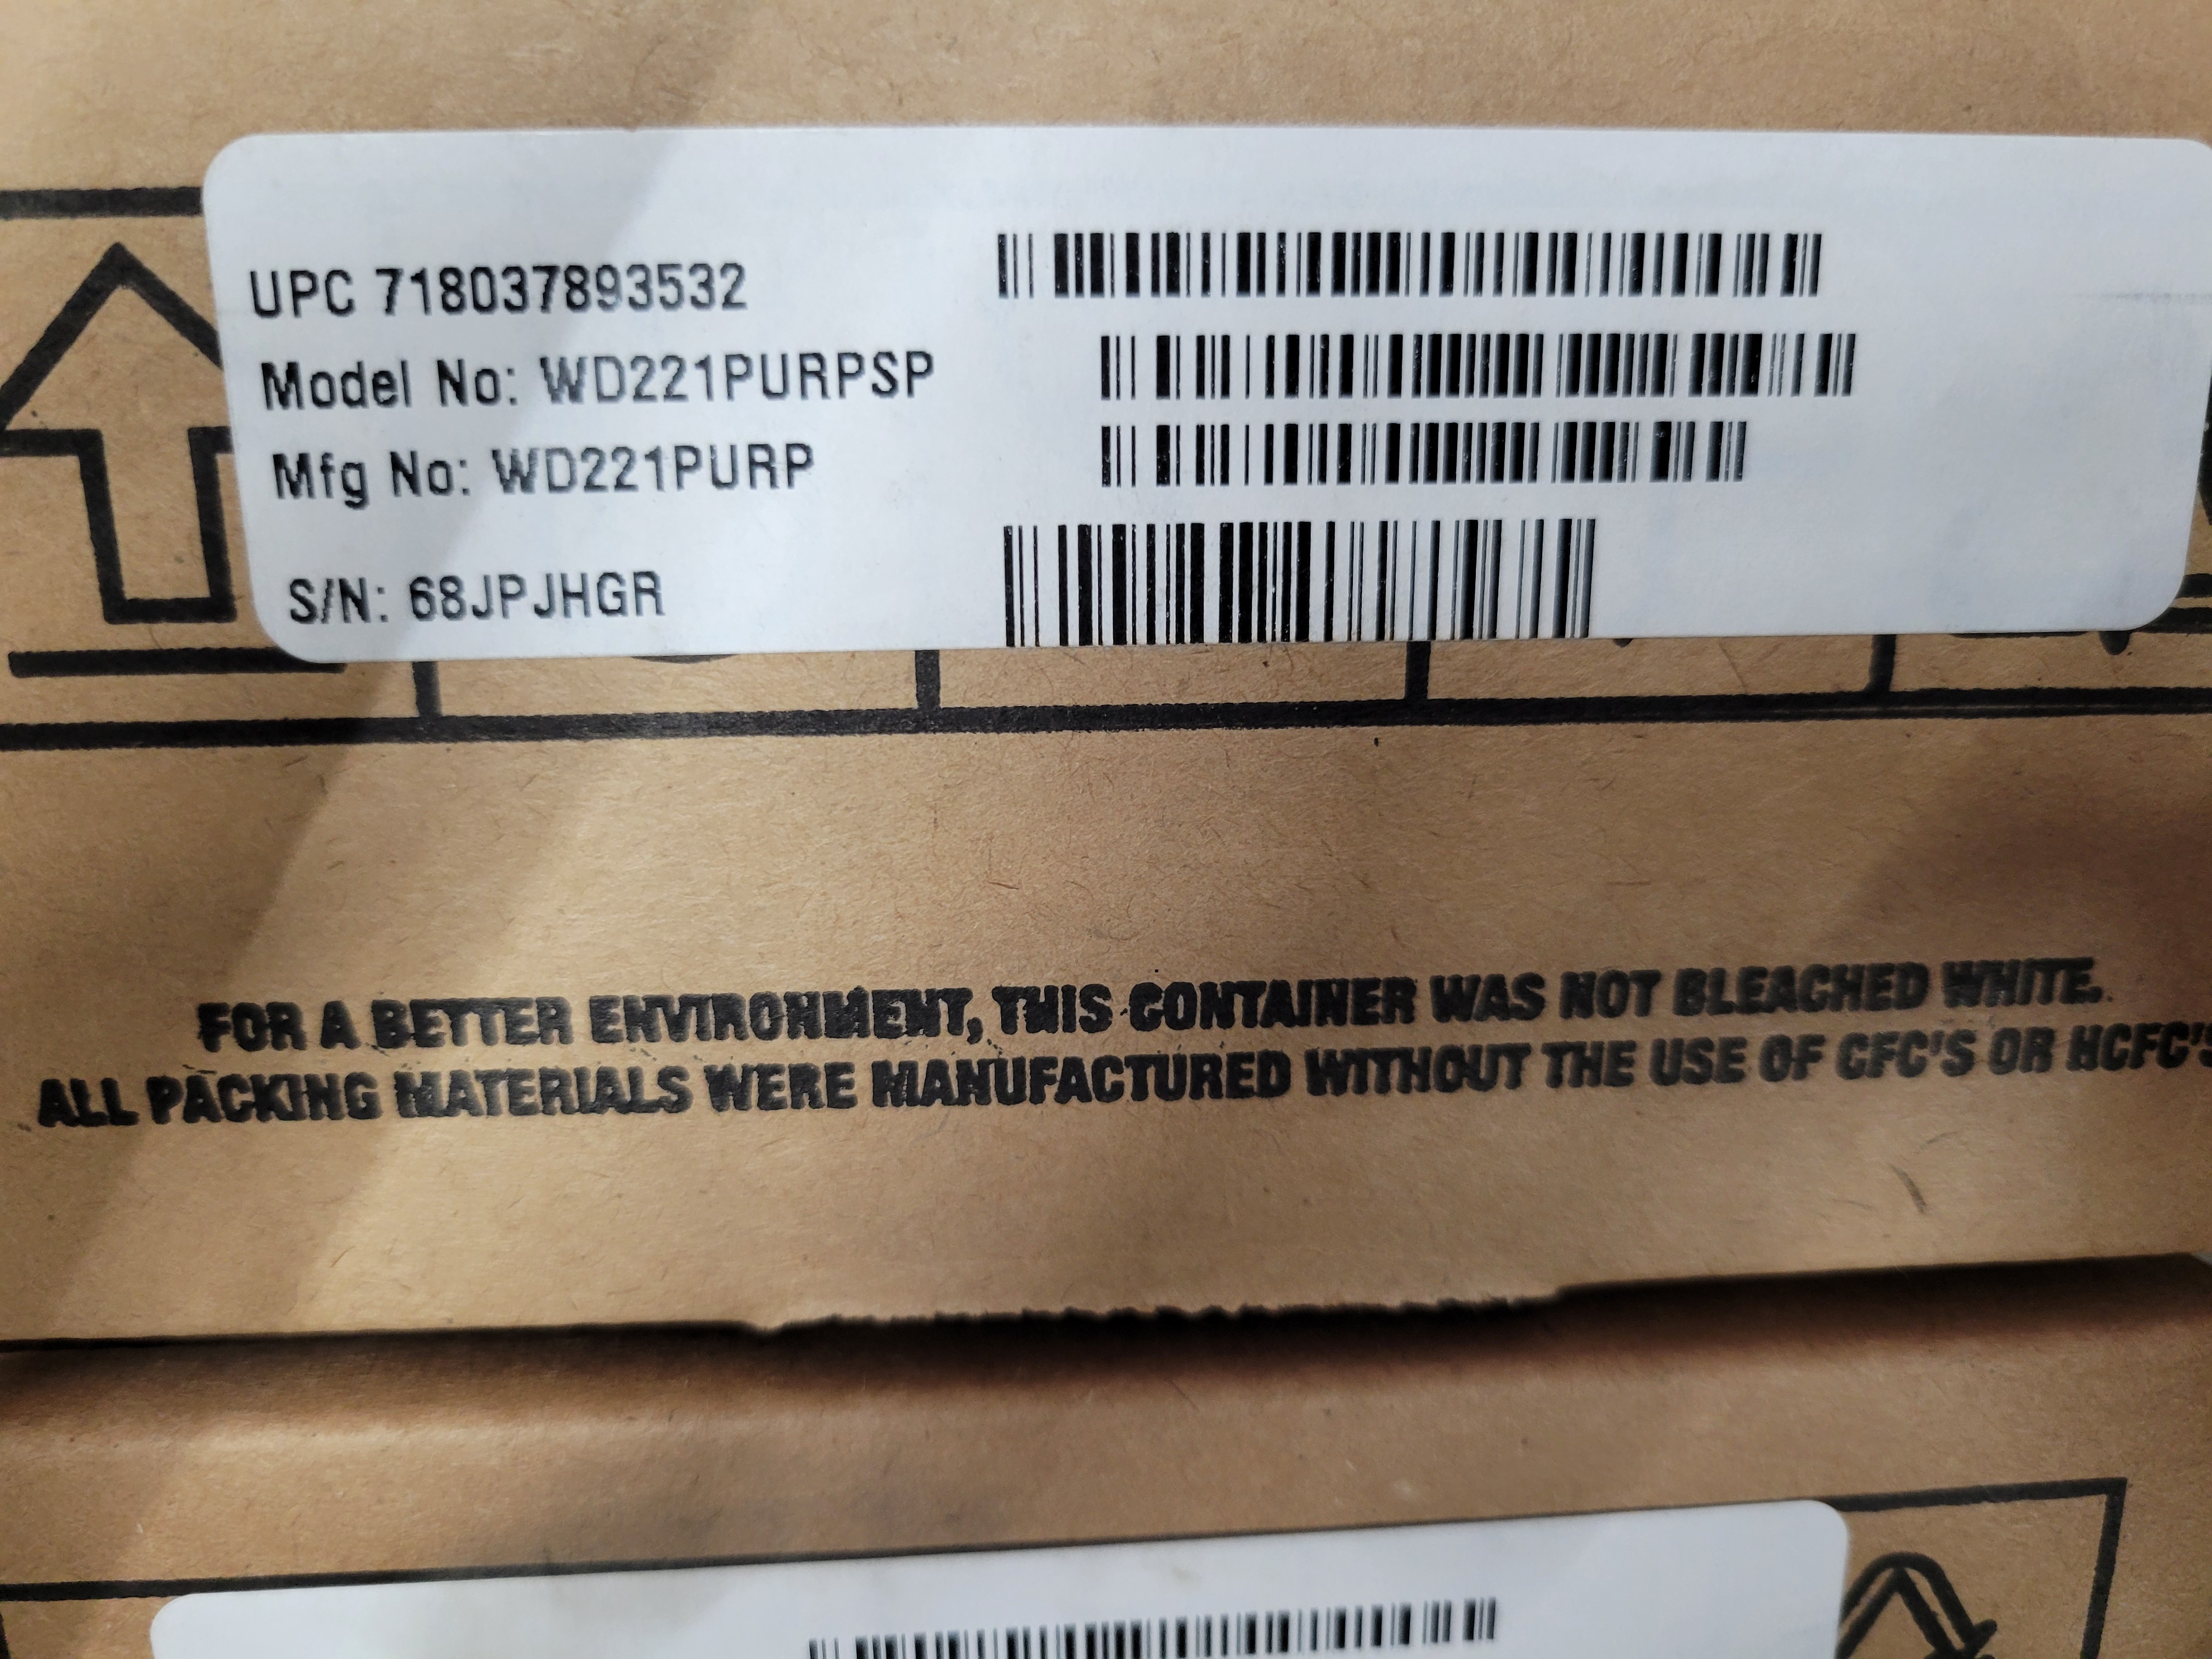 UPC 718037893532
Model No: WD221PURPSP
Mfg No: WD221PURP
S/N: 68JPJHGR
FOR A BETTER ENVIRONMENT, THIS CONTAINER WAS NOT BLEACHED WHITE.
ALL PACKING MATERIALS WERE MANUFACTURED WITHOUT THE USE OF CFC'S OR HCFC'S